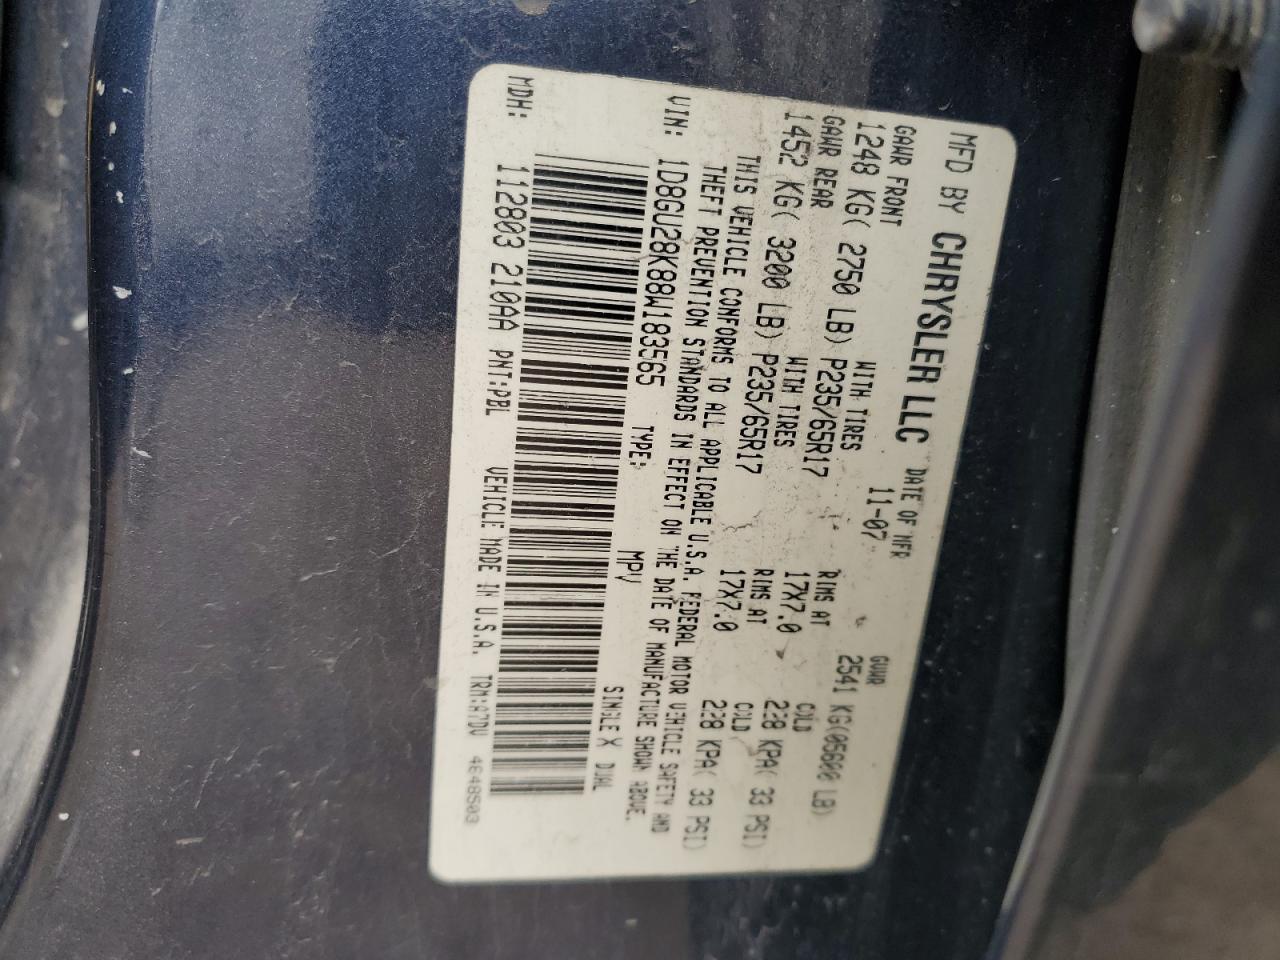 MFD BY CHRYSLER LLC DATE OF MFR GVWR
11-07 2541 KG(05600 LB)
GAWR FRONT WITH TIRES RIMS AT COLD
1248 KG( 2750 LB) P235/65R17 17X7.0 228 KPA( 33 PSI)
GAWR REAR WITH TIRES RIMS AT COLD
1452 KG( 3200 LB) P235/65R17 17X7.0 228 KPA( 33 PSI)
THIS VEHICLE CONFORMS TO ALL APPLICABLE U.S.A. FEDERAL MOTOR VEHICLE SAFETY AND
THEFT PREVENTION STANDARDS IN EFFECT ON THE DATE OF MANUFACTURE SHOWN ABOVE.
VIN: 1D8GU28K88W183565 TYPE: MPV SINGLE X DUAL
MDH: 112803 210AA PNT:PBL VEHICLE MADE IN U.S.A. TRM:A7DV 4648503